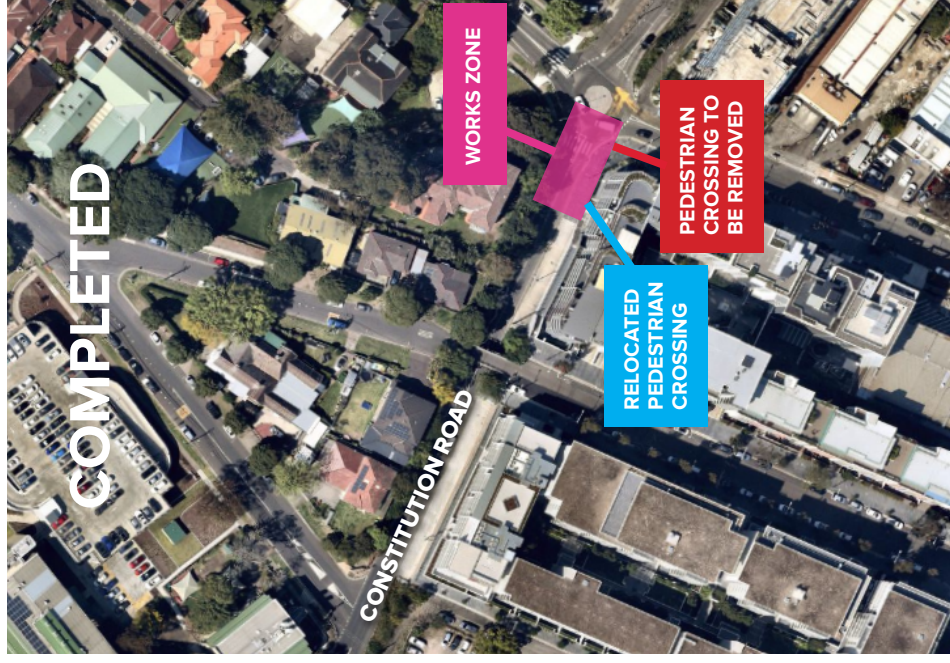 COMPLETED
CONSTITUTION ROAD
WORKS ZONE
RELOCATED
PEDESTRIAN
CROSSING
PEDESTRIAN
CROSSING TO
BE REMOVED